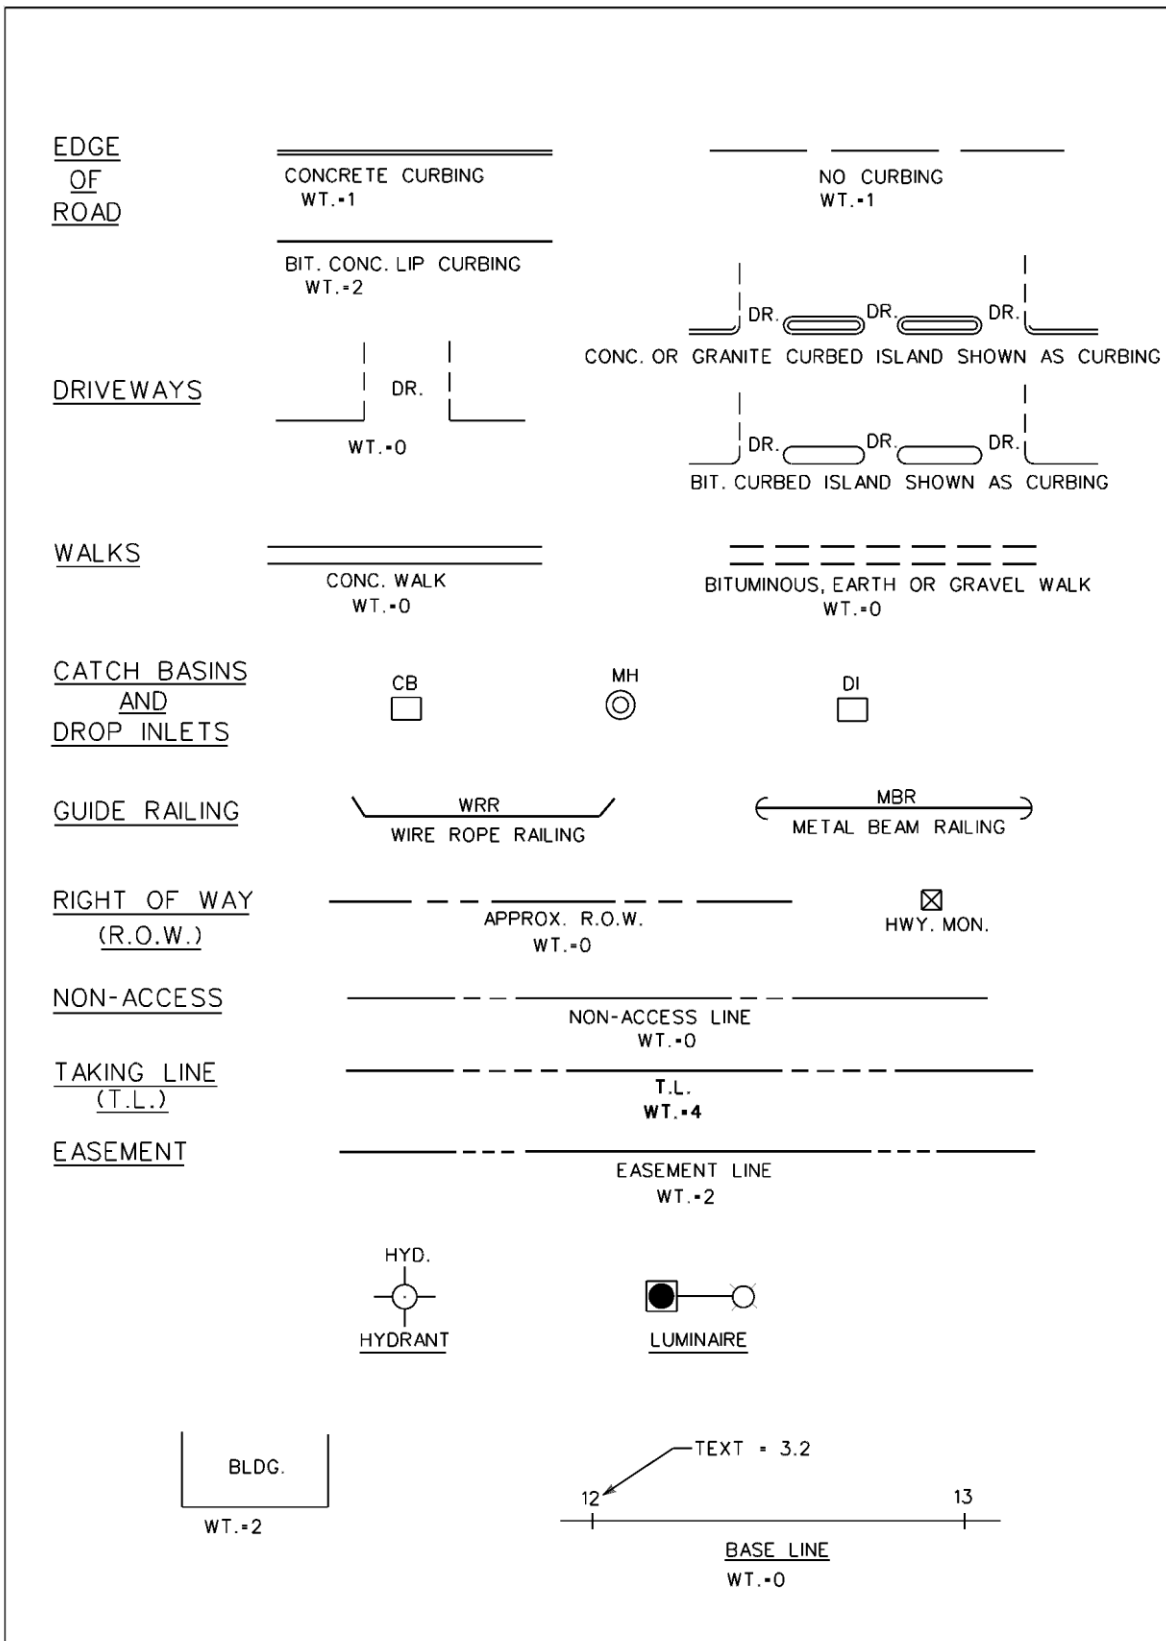 EDGE
OF
ROAD
CONCRETE CURBING
WT.=1
NO CURBING
WT.=1
BIT. CONC. LIP CURBING
WT.=2
DR. DR. DR.
CONC. OR GRANITE CURBED ISLAND SHOWN AS CURBING
DRIVEWAYS
DR.
WT.=0
DR. DR. DR.
BIT. CURBED ISLAND SHOWN AS CURBING
WALKS
CONC. WALK
WT.=0
BITUMINOUS, EARTH OR GRAVEL WALK
WT.=0
CATCH BASINS
AND
DROP INLETS
CB
MH
DI
GUIDE RAILING
WRR
WIRE ROPE RAILING
MBR
METAL BEAM RAILING
RIGHT OF WAY
(R.O.W.)
APPROX. R.O.W.
WT.=0
HWY. MON.
NON-ACCESS
NON-ACCESS LINE
WT.=0
TAKING LINE
(T.L.)
T.L.
WT.=4
EASEMENT
EASEMENT LINE
WT.=2
HYD.
HYDRANT
LUMINAIRE
BLDG.
WT.=2
TEXT = 3.2
12 13
BASE LINE
WT.=0